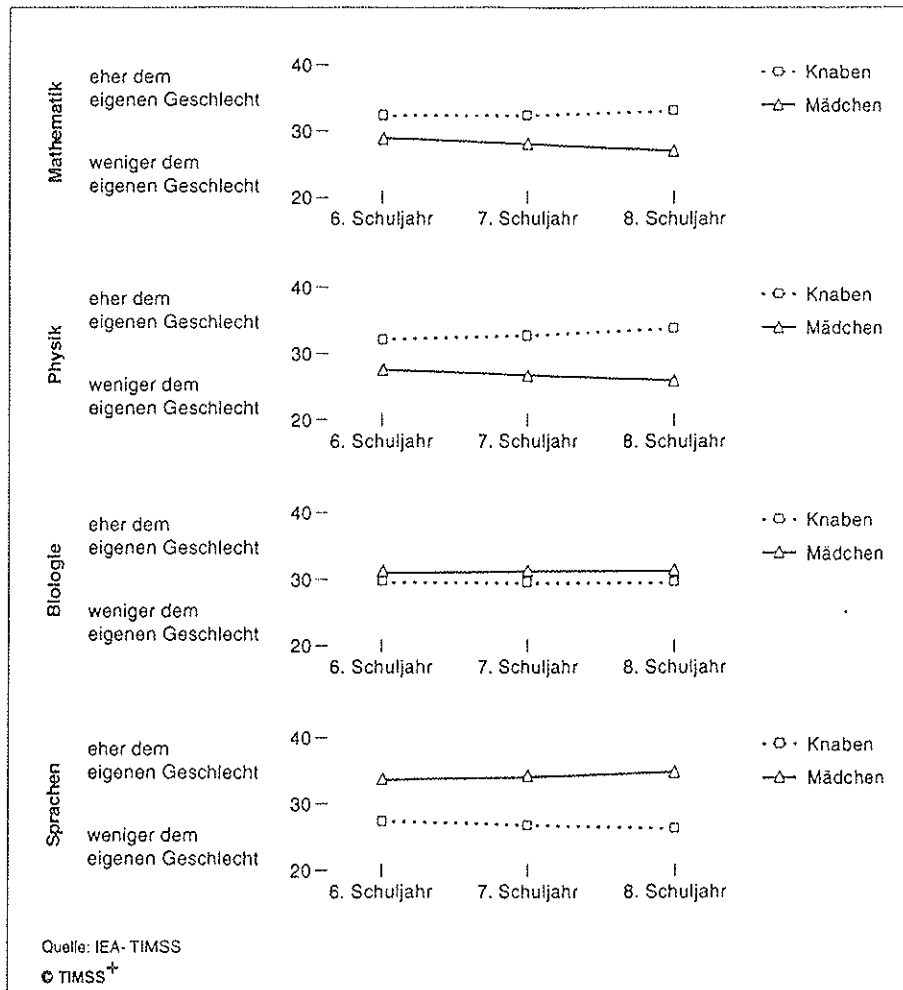 Mathematik
eher dem
eigenen Geschlecht
weniger dem
eigenen Geschlecht
40
30
20
6. Schuljahr 7. Schuljahr 8. Schuljahr
Knaben
Mädchen
Physik
eher dem
eigenen Geschlecht
weniger dem
eigenen Geschlecht
40
30
20
6. Schuljahr 7. Schuljahr 8. Schuljahr
Knaben
Mädchen
Biologie
eher dem
eigenen Geschlecht
weniger dem
eigenen Geschlecht
40
30
20
6. Schuljahr 7. Schuljahr 8. Schuljahr
Knaben
Mädchen
Sprachen
eher dem
eigenen Geschlecht
weniger dem
eigenen Geschlecht
40
30
20
6. Schuljahr 7. Schuljahr 8. Schuljahr
Knaben
Mädchen
Quelle: IEA-TIMSS
© TIMSS+